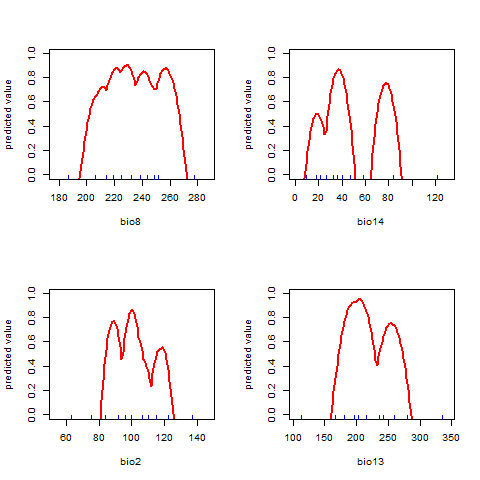 predicted value
0.0 0.2 0.4 0.6 0.8 1.0
180 200 220 240 260 280
bio8
predicted value
0.0 0.2 0.4 0.6 0.8 1.0
0 20 40 60 80 120
bio14
predicted value
0.0 0.2 0.4 0.6 0.8 1.0
60 80 100 120 140
bio2
predicted value
0.0 0.2 0.4 0.6 0.8 1.0
100 150 200 250 300 350
bio13